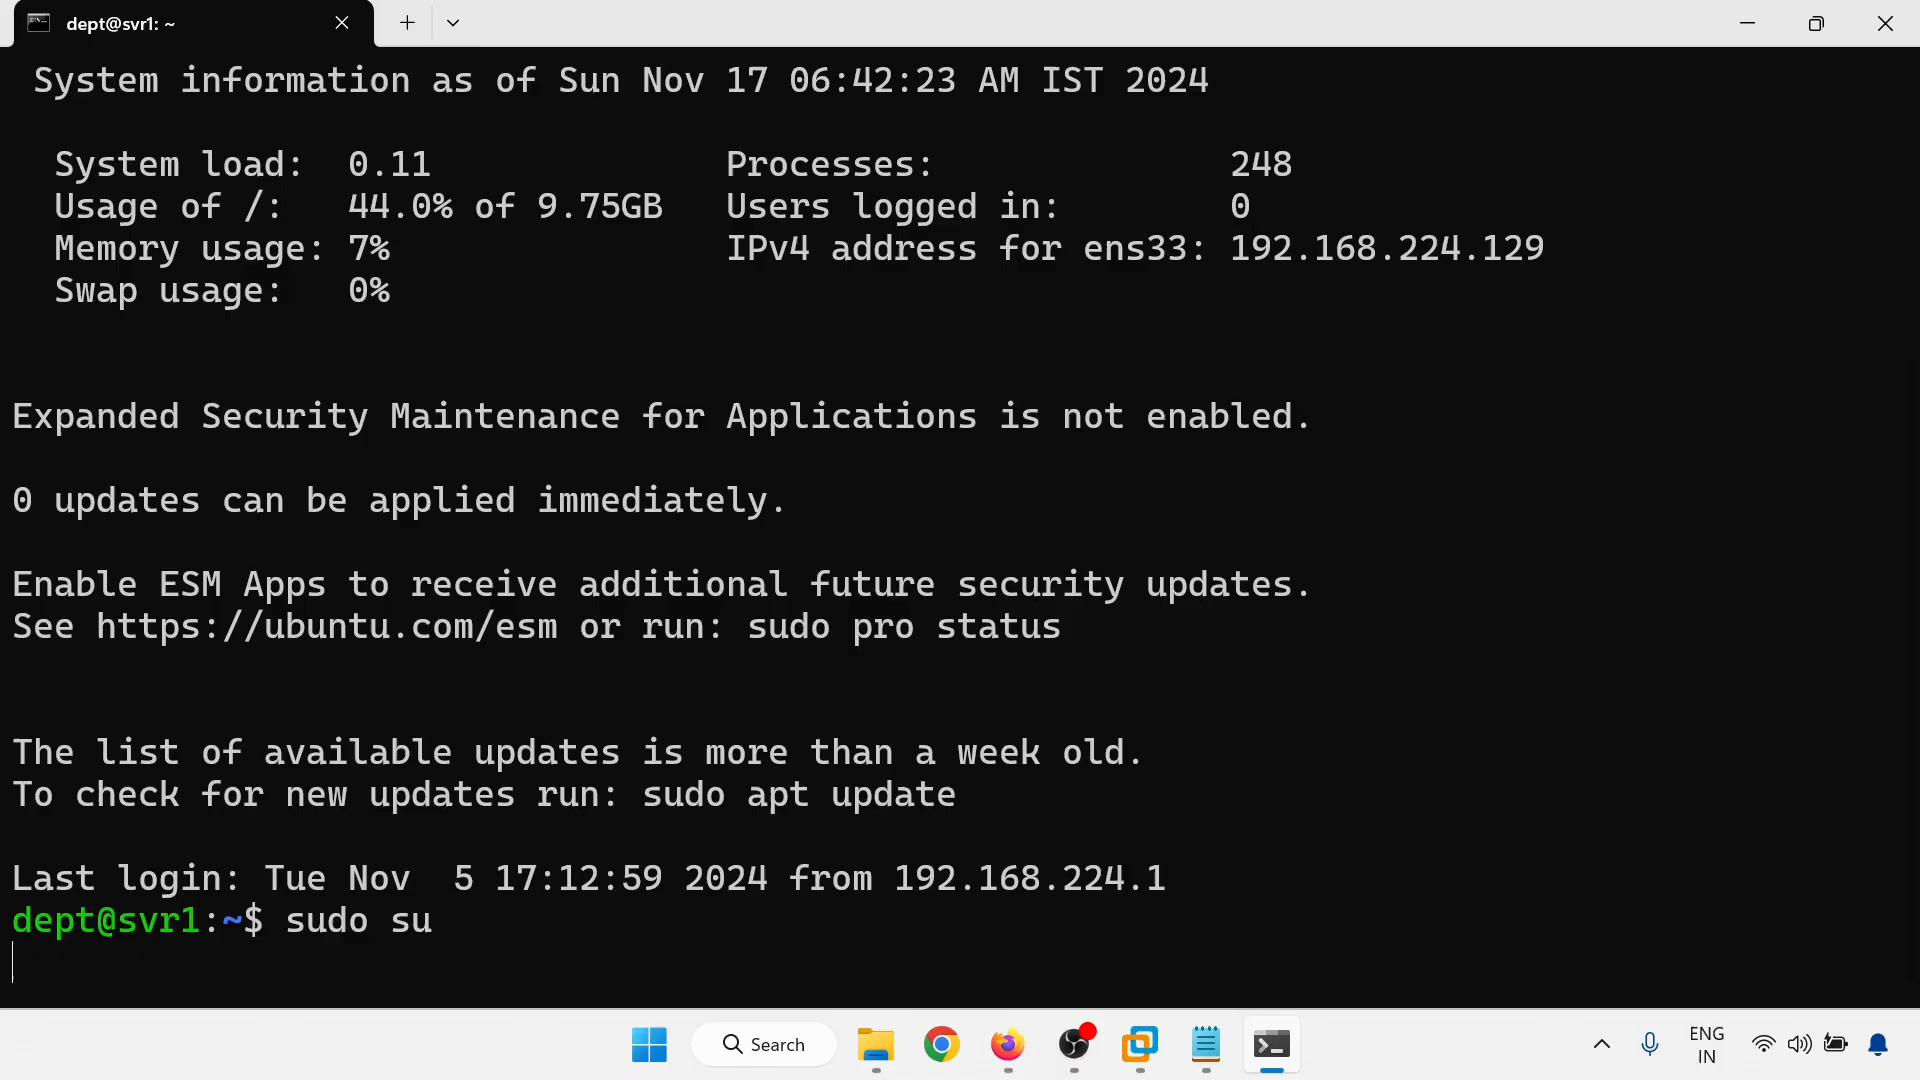 dept@svr1: ~
System information as of Sun Nov 17 06:42:23 AM IST 2024
System load: 0.11 Processes: 248
Usage of /: 44.0% of 9.75GB Users logged in: 0
Memory usage: 7% IPv4 address for ens33: 192.168.224.129
Swap usage: 0%
Expanded Security Maintenance for Applications is not enabled.
0 updates can be applied immediately.
Enable ESM Apps to receive additional future security updates.
See https://ubuntu.com/esm or run: sudo pro status
The list of available updates is more than a week old.
To check for new updates run: sudo apt update
Last login: Tue Nov  5 17:12:59 2024 from 192.168.224.1
dept@svr1:~$ sudo su
Search
ENG
IN